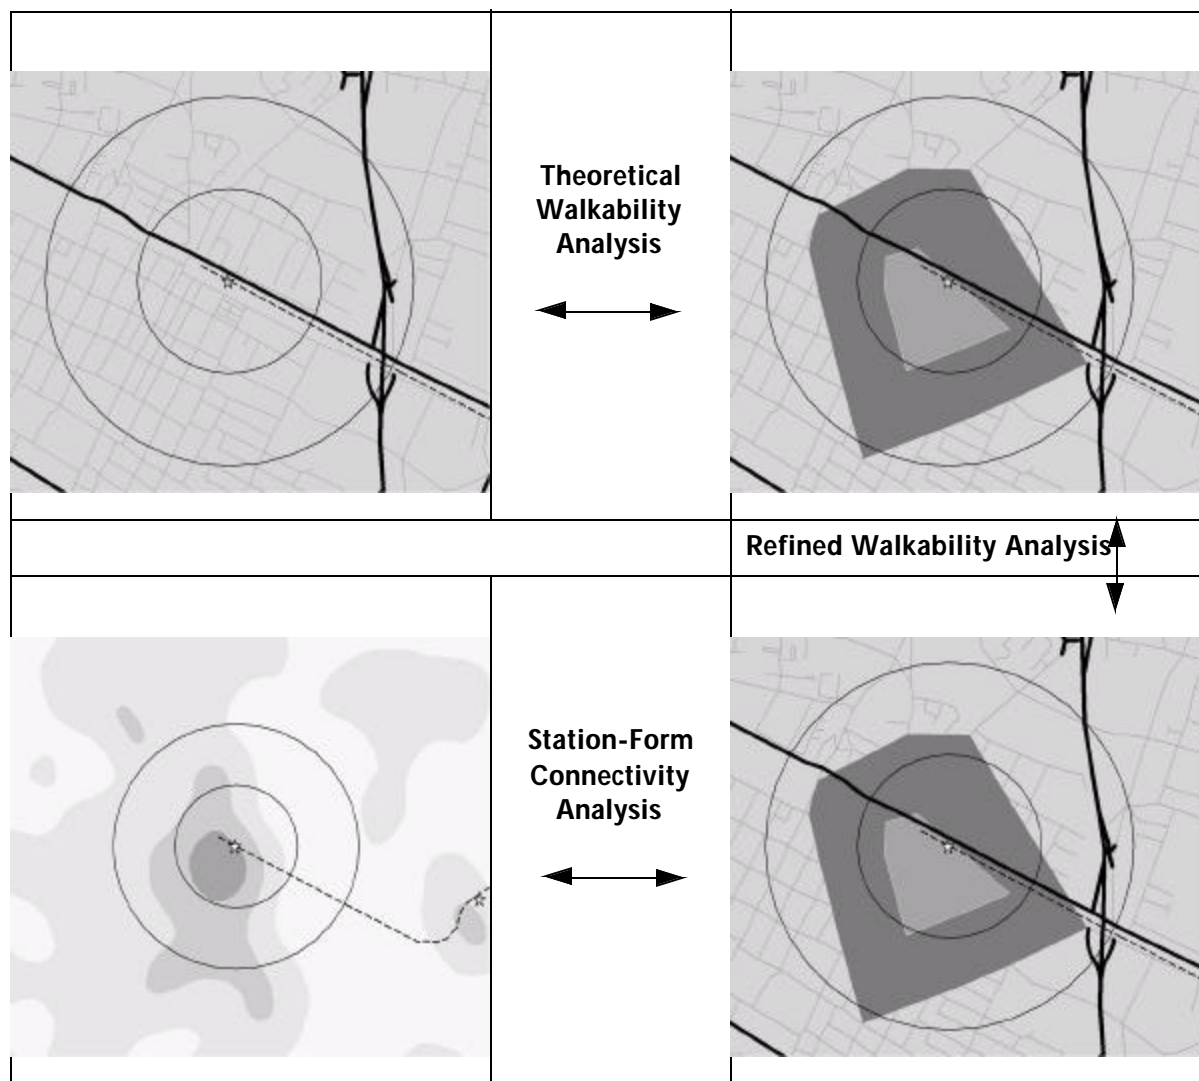 Theoretical
Walkability
Analysis
Refined Walkability Analysis
Station-Form
Connectivity
Analysis